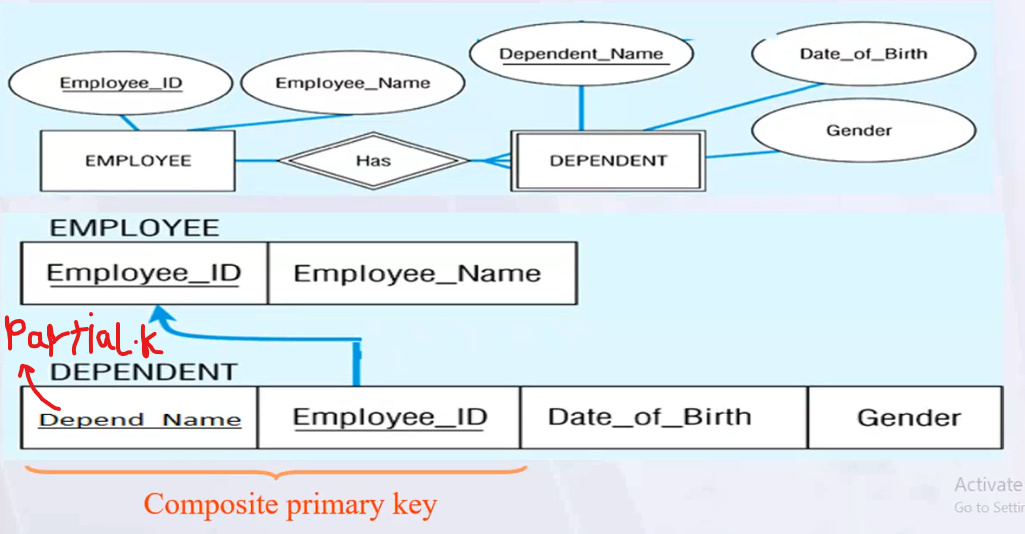 Dependent_Name
Date_of_Birth
Employee_ID
Employee_Name
Gender
EMPLOYEE
Has
DEPENDENT
EMPLOYEE
Employee_ID
Employee_Name
Partial.k
DEPENDENT
Depend_Name
Employee_ID
Date_of_Birth
Gender
Composite primary key
Activate
Go to Settin